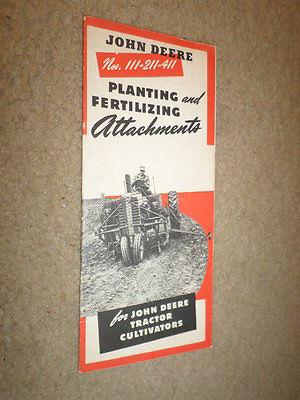 JOHN DEERE
Nos. 111-211-411
PLANTING and
FERTILIZING
Attachments
for JOHN DEERE
TRACTOR
CULTIVATORS